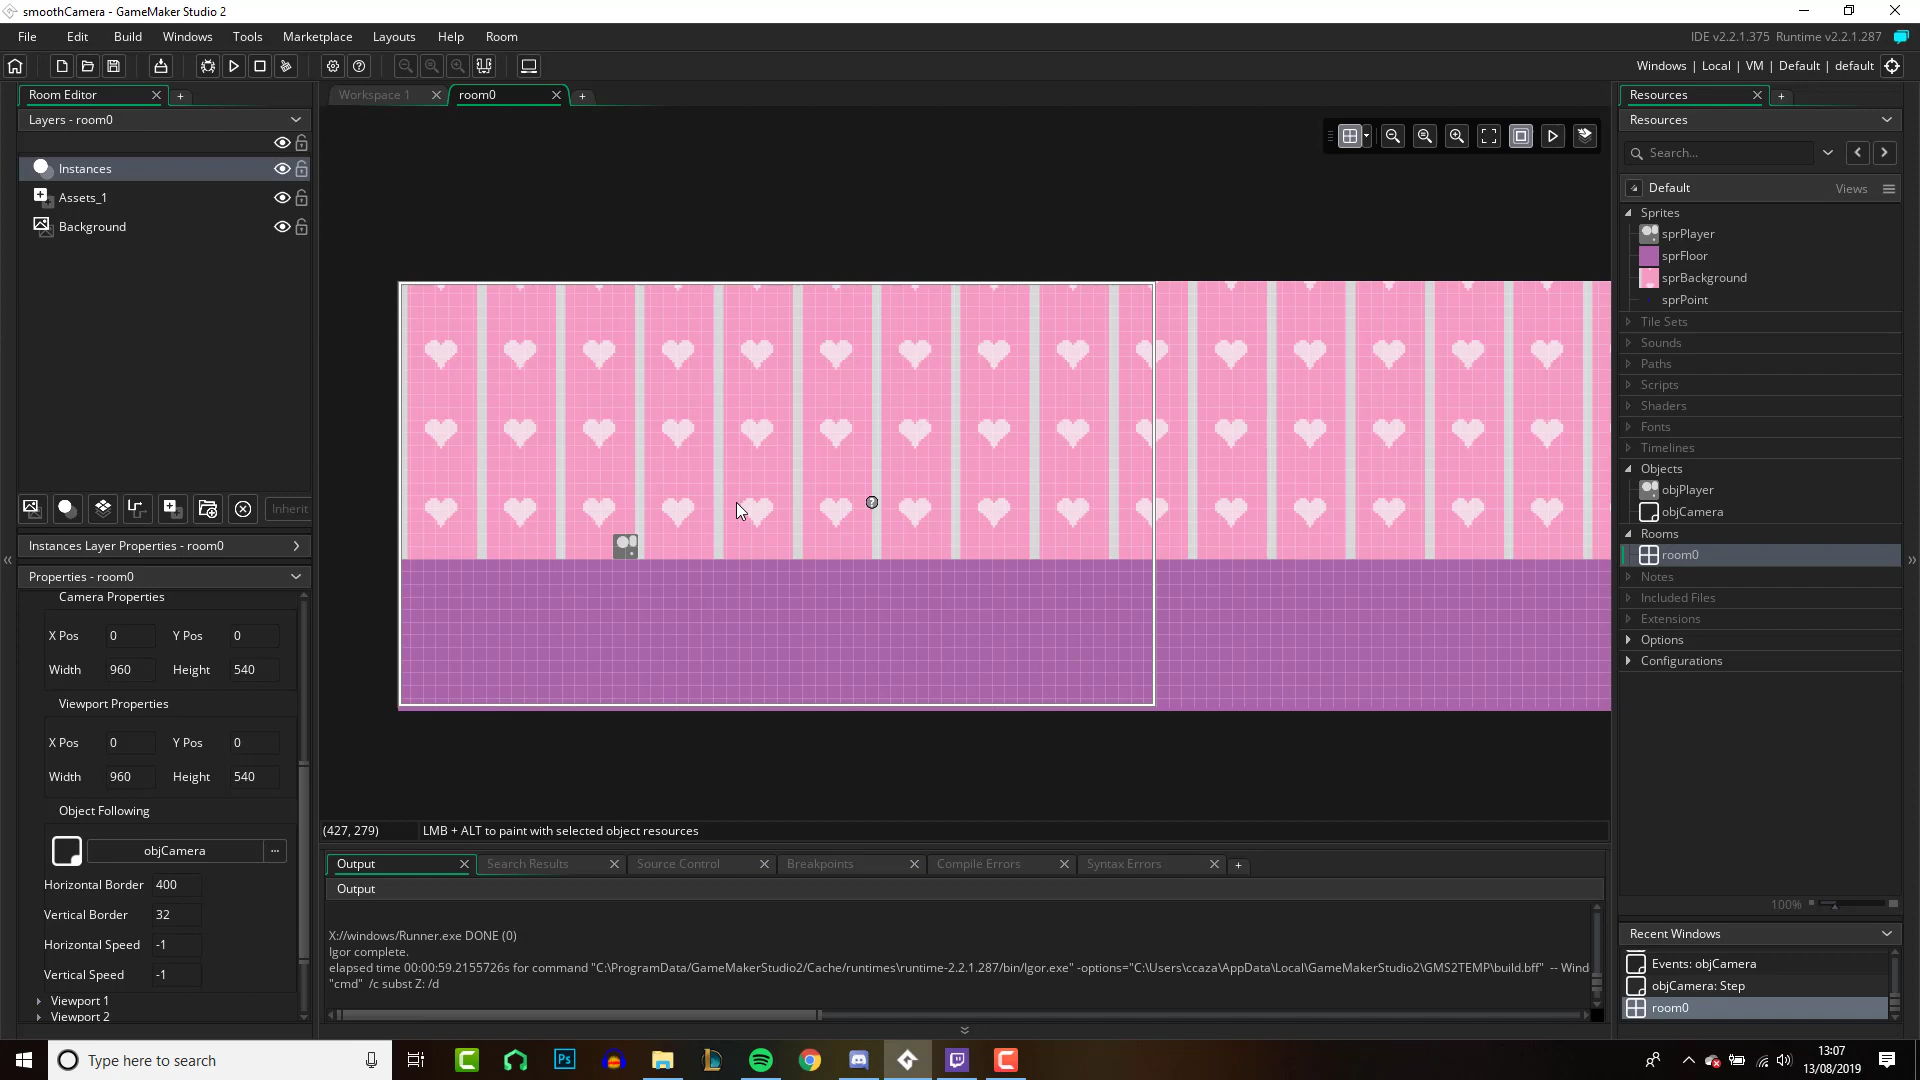 smoothCamera - GameMaker Studio 2
File Edit Build Windows Tools Marketplace Layouts Help Room
IDE v2.2.1.375 Runtime v2.2.1.287
Windows | Local | VM | Default | default
Room Editor
Workspace 1
room0
Resources
Layers - room0
Resources
Search...
Instances
Assets_1
Background
Default
Views
Sprites
sprPlayer
sprFloor
sprBackground
sprPoint
Tile Sets
Sounds
Paths
Scripts
Shaders
Fonts
Timelines
Objects
objPlayer
objCamera
Rooms
room0
Notes
Included Files
Extensions
Options
Configurations
100%
Inherit
Instances Layer Properties - room0
Properties - room0
Camera Properties
X Pos 0 Y Pos 0
Width 960 Height 540
Viewport Properties
X Pos 0 Y Pos 0
Width 960 Height 540
Object Following
objCamera ...
Horizontal Border 400
Vertical Border 32
Horizontal Speed -1
Vertical Speed -1
Viewport 1
Viewport 2
(427, 279) LMB + ALT to paint with selected object resources
Output Search Results Source Control Breakpoints Compile Errors Syntax Errors
Output
X://windows/Runner.exe DONE (0)
Igor complete.
elapsed time 00:00:59.2155726s for command "C:\ProgramData/GameMakerStudio2/Cache/runtimes\runtime-2.2.1.287/bin/Igor.exe" -options="C:\Users\ccaza\AppData\Local\GameMakerStudio2\GMS2TEMP\build.bff" -- Wind
"cmd" /c subst Z: /d
Recent Windows
Events: objCamera
objCamera: Step
room0
Type here to search
Ps
13:07
13/08/2019